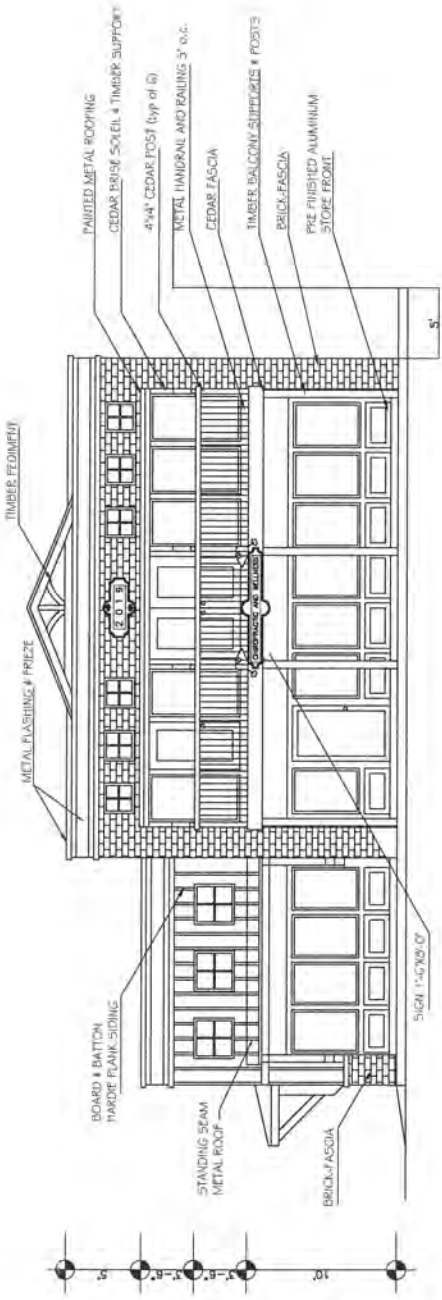 METAL FLASHING & FRIEZE
TIMBER PEDIMENT
PAINTED METAL ROOFING
CEDAR BRISE SOLEIL & TIMBER SUPPORT
4"x4" CEDAR POST (typ of 6)
METAL HANDRAIL AND RAILING 5" o.c.
CEDAR FASCIA
TIMBER BALCONY SUPPORTS & POSTS
BRICK-FASCIA
PRE FINISHED ALUMINUM
STORE FRONT
BOARD & BATTON
HARDIE PLANK SIDING
STANDING SEAM
METAL ROOF
BRICK-FASCIA
2015
CHIROPRACTIC AND WELLNESS
SIGN 1'-6"X8'-0"
5'
5'
3'-6"
3'-6"
10'